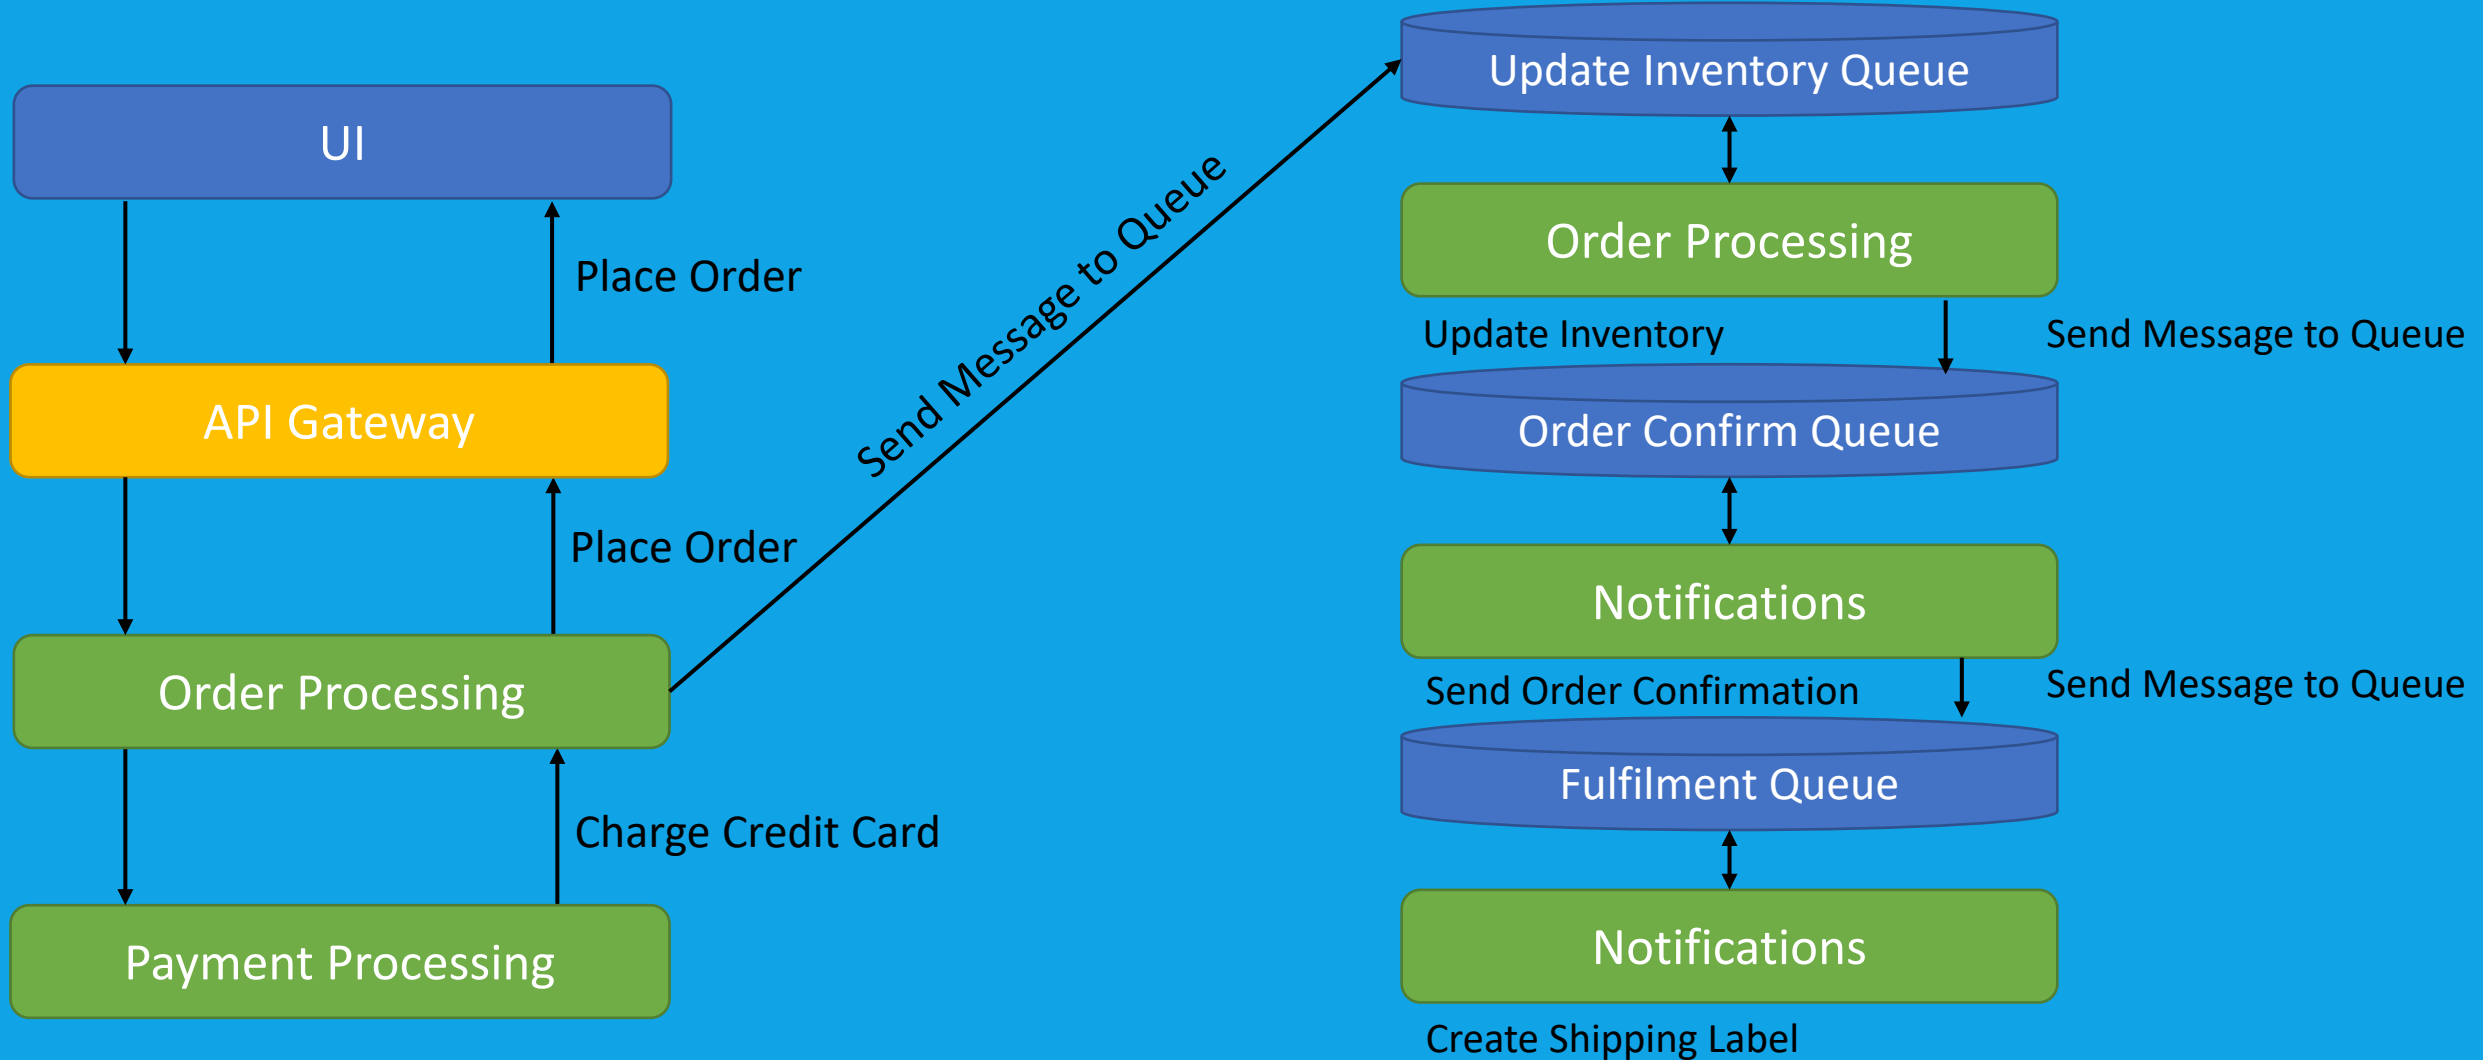 UI
Place Order
API Gateway
Place Order
Order Processing
Charge Credit Card
Payment Processing
Send Message to Queue
Update Inventory Queue
Order Processing
Update Inventory
Send Message to Queue
Order Confirm Queue
Notifications
Send Order Confirmation
Send Message to Queue
Fulfilment Queue
Notifications
Create Shipping Label